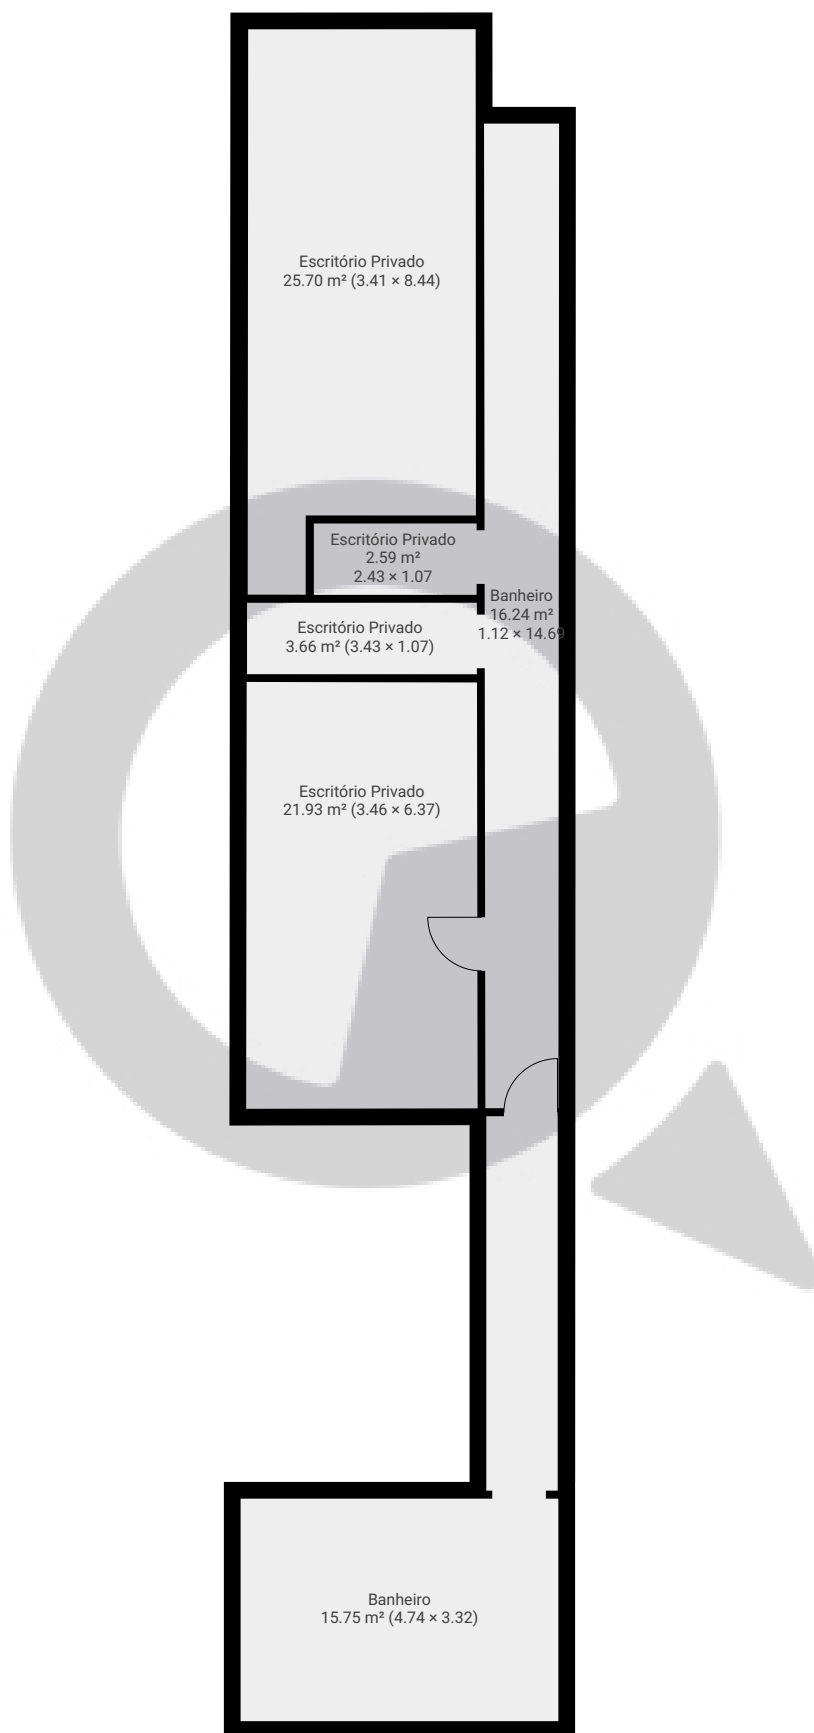 Escritório Privado
25.70 m² (3.41 × 8.44)
Escritório Privado
2.59 m²
2.43 × 1.07
Banheiro
16.24 m²
1.12 × 14.69
Escritório Privado
3.66 m² (3.43 × 1.07)
Escritório Privado
21.93 m² (3.46 × 6.37)
Banheiro
15.75 m² (4.74 × 3.32)